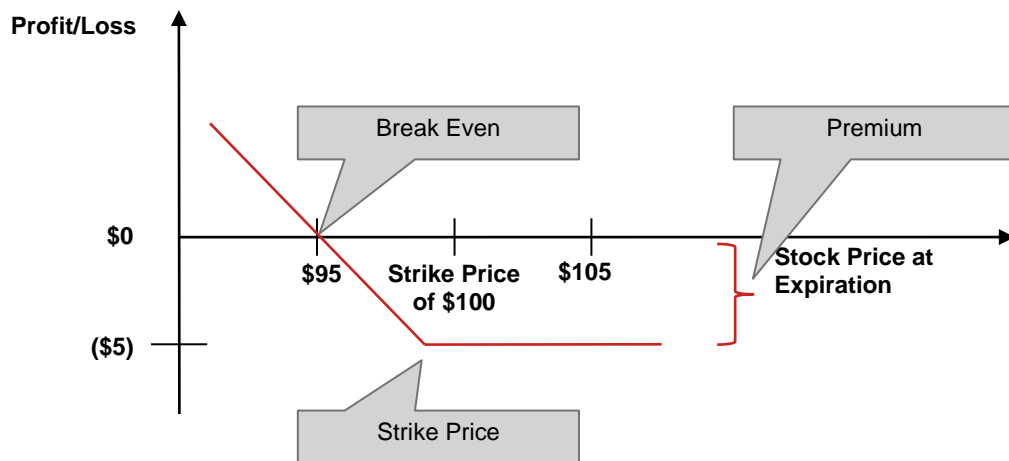 Profit/Loss
Break Even
Premium
$0
$95
Strike Price
of $100
$105
Stock Price at
Expiration
($5)
Strike Price